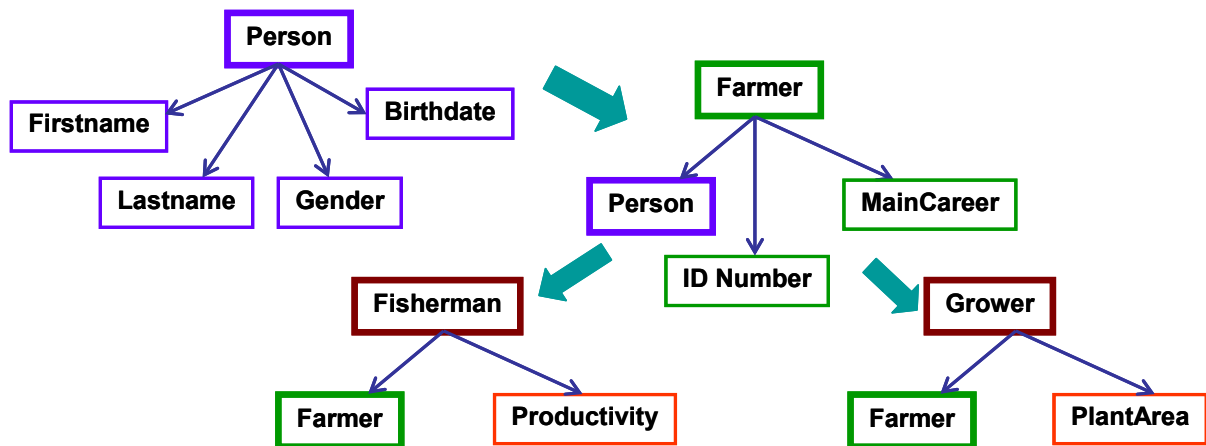 Person
Farmer
Firstname
Birthdate
Lastname
Gender
Person
MainCareer
ID Number
Fisherman
Grower
Farmer
Productivity
Farmer
PlantArea